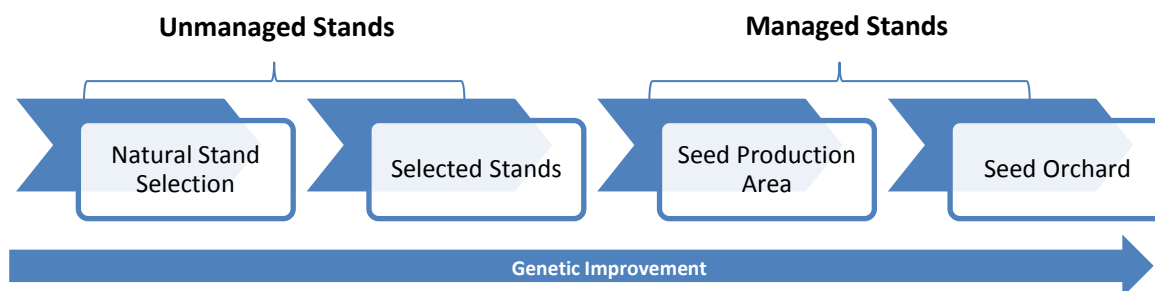 Unmanaged Stands
Managed Stands
Natural Stand
Selection
Selected Stands
Seed Production
Area
Seed Orchard
Genetic Improvement